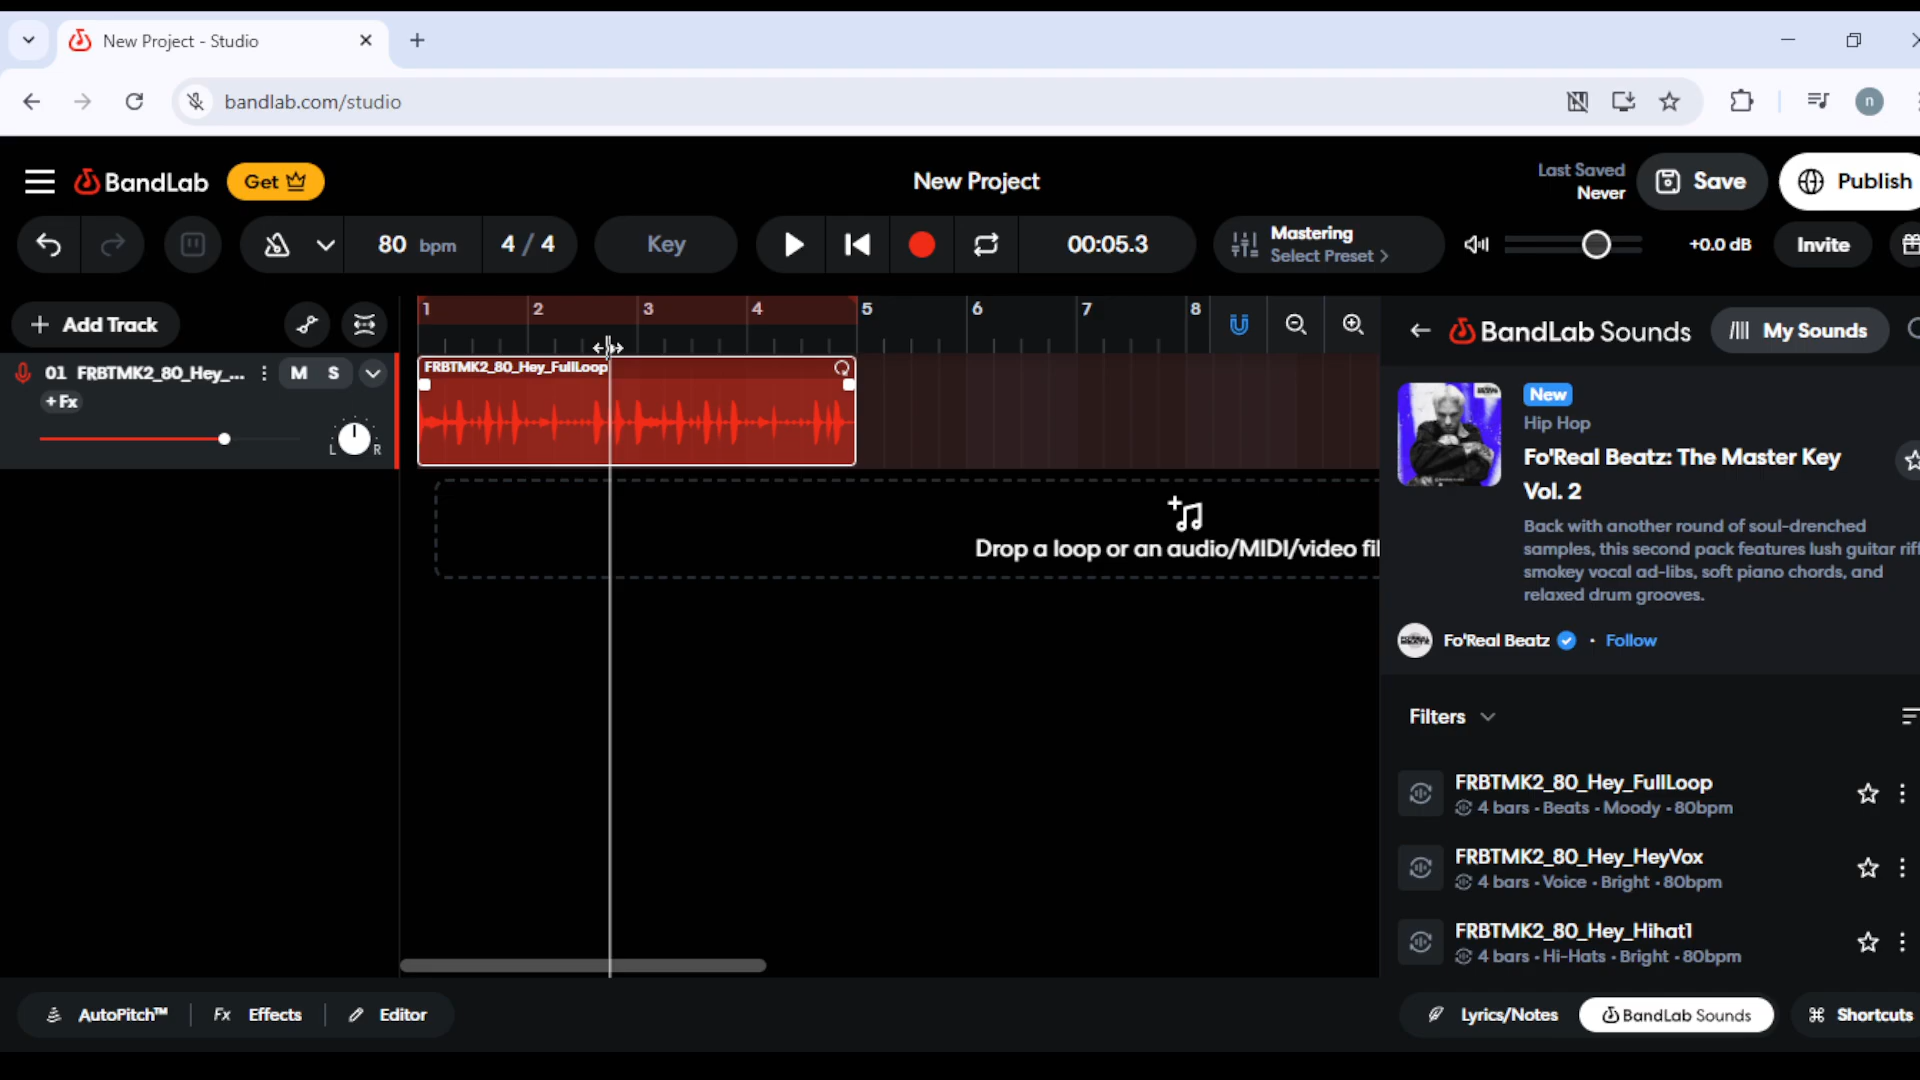 New Project - Studio
bandlab.com/studio
n
BandLab
Get
New Project
Last Saved
Never
Save
Publish
80 bpm
4 / 4
Key
00:05.3
Mastering
Select Preset >
+0.0 dB
Invite
+ Add Track
1 2 3 4 5 6 7 8
BandLab Sounds
My Sounds
01 FRBTMK2_80_Hey_...
M S
+Fx
L R
FRBTMK2_80_Hey_FullLoop
New
Hip Hop
Fo'Real Beatz: The Master Key
Vol. 2
Back with another round of soul-drenched
samples, this second pack features lush guitar riff
smokey vocal ad-libs, soft piano chords, and
relaxed drum grooves.
Drop a loop or an audio/MIDI/video fil
Fo'Real Beatz • Follow
Filters
FRBTMK2_80_Hey_FullLoop
4 bars • Beats • Moody • 80bpm
FRBTMK2_80_Hey_HeyVox
4 bars • Voice • Bright • 80bpm
FRBTMK2_80_Hey_Hihat1
4 bars • Hi-Hats • Bright • 80bpm
AutoPitch™
Fx Effects
Editor
Lyrics/Notes
BandLab Sounds
⌘ Shortcuts